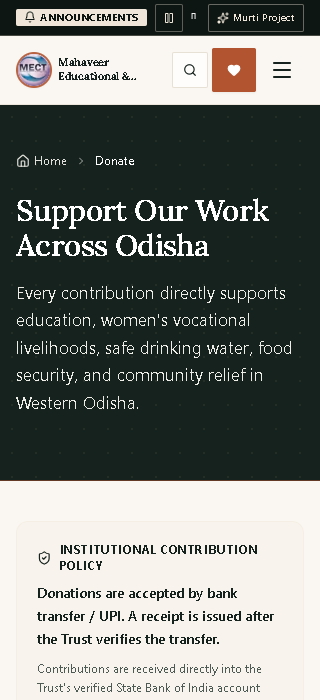 ANNOUNCEMENTS
Murti Project
MECT
Mahaveer
Educational &...
Home > Donate
Support Our Work
Across Odisha
Every contribution directly supports
education, women's vocational
livelihoods, safe drinking water, food
security, and community relief in
Western Odisha.
INSTITUTIONAL CONTRIBUTION
POLICY
Donations are accepted by bank
transfer / UPI. A receipt is issued after
the Trust verifies the transfer.
Contributions are received directly into the
Trust's verified State Bank of India account